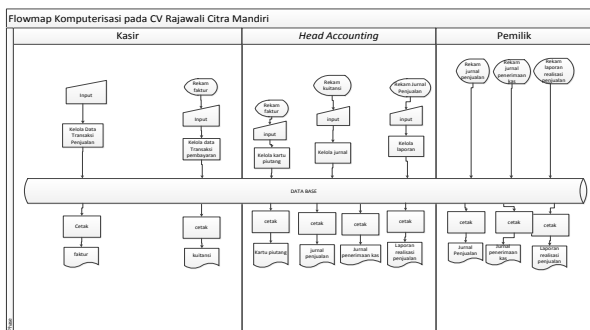 Flowmap Komputerisasi pada CV Rajawali Citra Mandiri
Kasir
Head Accounting
Pemilik
Input
Kelola Data
Transaksi
Penjualan
Rekam
faktur
Input
Kelola data
Transaksi
pembayaran
Rekam
faktur
input
Kelola kartu
piutang
Rekam
kuitansi
input
Kelola jurnal
Rekam Jurnal
Penjualan
input
Kelola
laporan
Rekam
jurnal
penjualan
Rekam
jurnal
penerimaan
kas
Rekam
laporan
realisasi
penjualan
DATA BASE
Cetak
faktur
cetak
kuitansi
cetak
Kartu piutang
cetak
jurnal
penjualan
cetak
Jurnal
penerimaan kas
cetak
Laporan
realisasi
penjualan
cetak
Jurnal
Penjualan
cetak
Jurnal
penerimaan
kas
cetak
Laporan
realisasi
penjualan